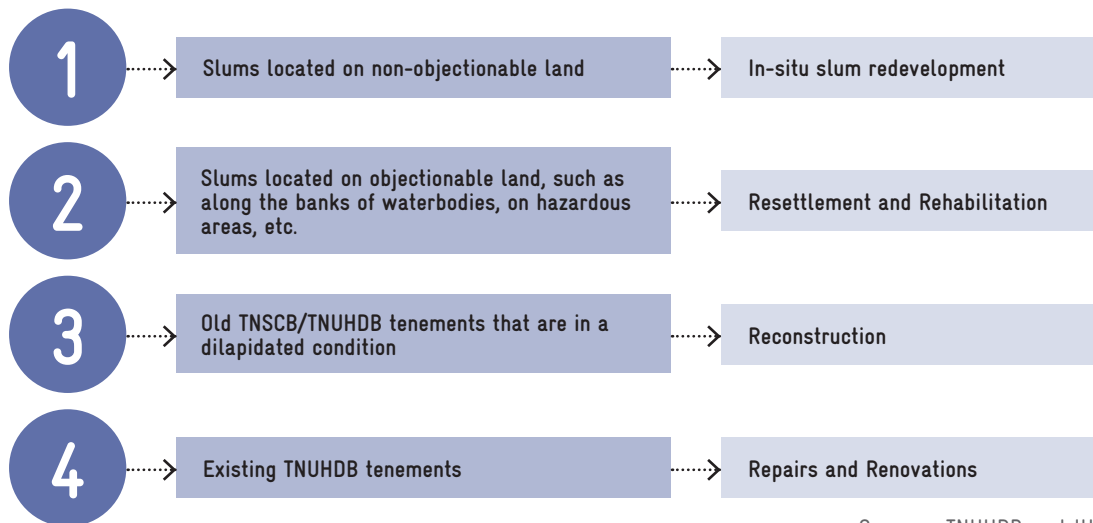 1
Slums located on non-objectionable land
In-situ slum redevelopment
2
Slums located on objectionable land, such as
along the banks of waterbodies, on hazardous
areas, etc.
Resettlement and Rehabilitation
3
Old TNSCB/TNUHDB tenements that are in a
dilapidated condition
Reconstruction
4
Existing TNUHDB tenements
Repairs and Renovations